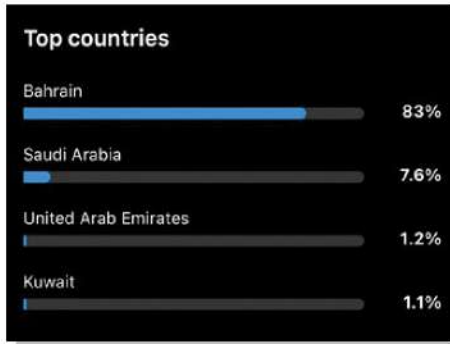 Top countries
Bahrain
83%
Saudi Arabia
7.6%
United Arab Emirates
1.2%
Kuwait
1.1%